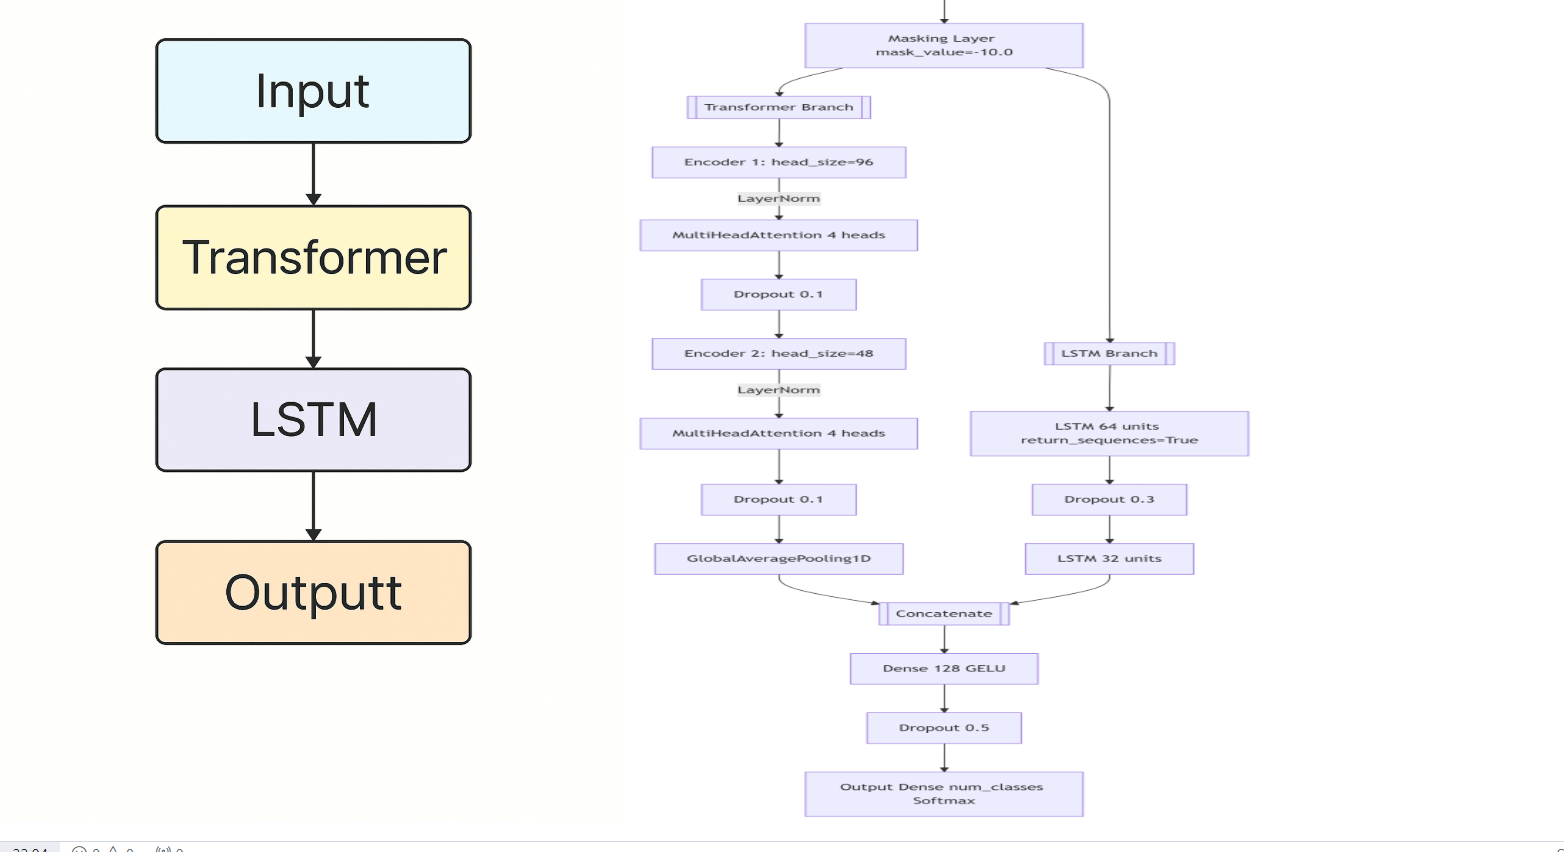 Input
Transformer
LSTM
Outputt
Masking Layer
mask_value=-10.0
Transformer Branch
Encoder 1: head_size=96
LayerNorm
MultiHeadAttention 4 heads
Dropout 0.1
Encoder 2: head_size=48
LayerNorm
MultiHeadAttention 4 heads
Dropout 0.1
GlobalAveragePooling1D
LSTM Branch
LSTM 64 units
return_sequences=True
Dropout 0.3
LSTM 32 units
Concatenate
Dense 128 GELU
Dropout 0.5
Output Dense num_classes
Softmax